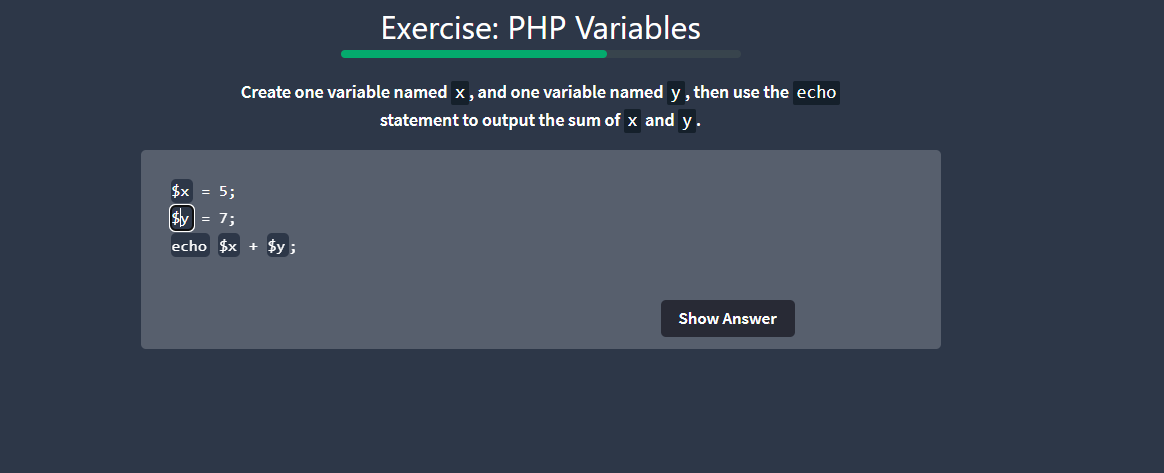 Exercise: PHP Variables
Create one variable named x, and one variable named y, then use the echo
statement to output the sum of x and y.
$x = 5;
$y = 7;
echo $x + $y;
Show Answer